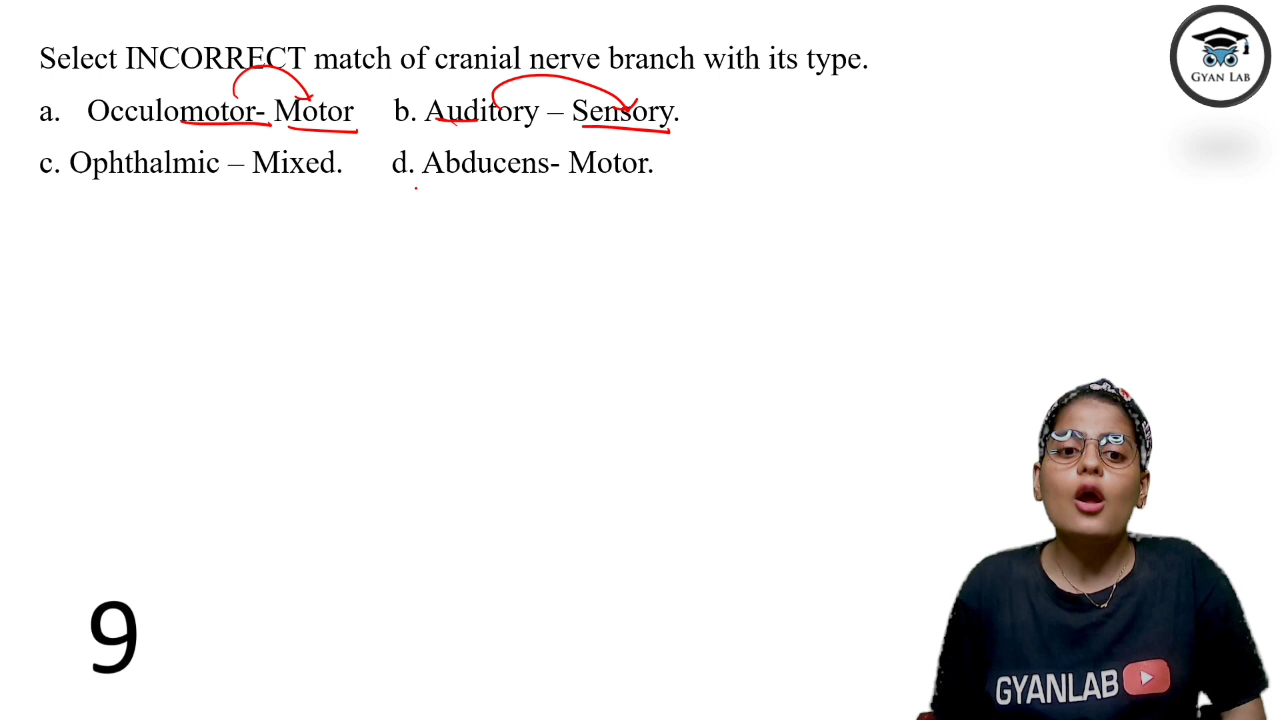 Select INCORRECT match of cranial nerve branch with its type.
a. Occulomotor- Motor b. Auditory – Sensory.
c. Ophthalmic – Mixed. d. Abducens- Motor.
GYAN LAB
9
GYANLAB